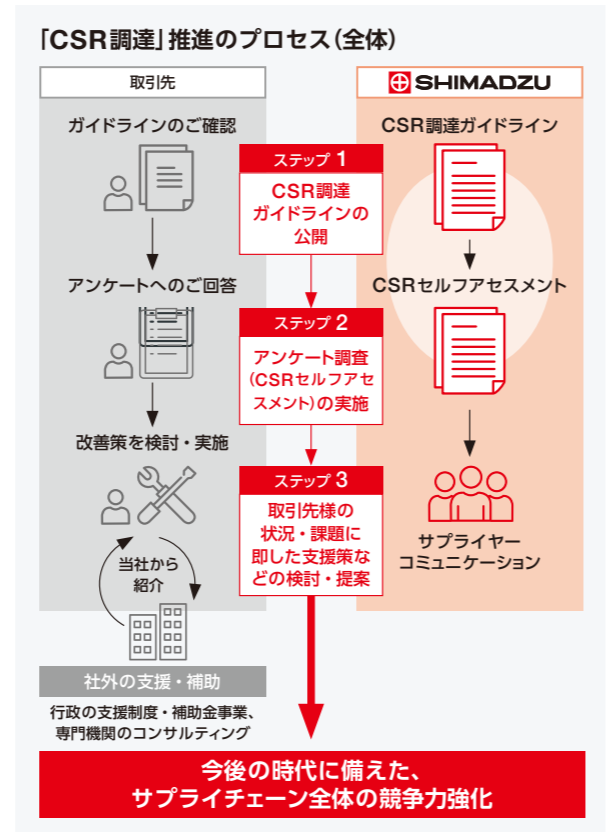 「CSR調達」推進のプロセス（全体）
取引先
SHIMADZU
ガイドラインのご確認
CSR調達ガイドライン
ステップ 1
CSR調達
ガイドラインの
公開
アンケートへのご回答
CSRセルフアセスメント
ステップ 2
アンケート調査
（CSRセルフアセ
スメント）の実施
改善策を検討・実施
ステップ 3
取引先様の
状況・課題に
即した支援策な
どの検討・提案
サプライヤー
コミュニケーション
当社から
紹介
社外の支援・補助
行政の支援制度・補助金事業、
専門機関のコンサルティング
今後の時代に備えた、
サプライチェーン全体の競争力強化